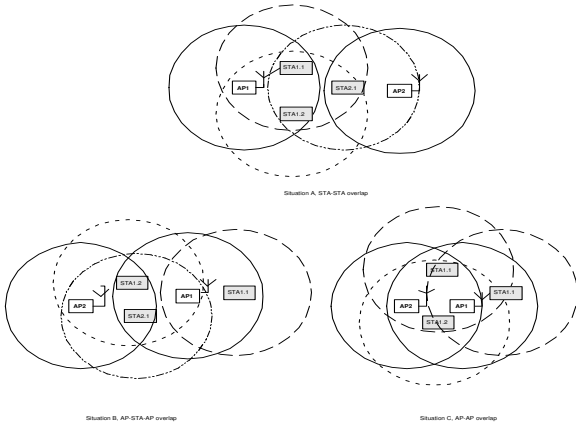 STA1.1
AP1
STA2.1
AP2
STA1.2
Situation A, STA-STA overlap
STA1.2
AP2
AP1
STA1.1
STA2.1
Situation B, AP-STA-AP overlap
STA1.1
STA1.1
AP2
AP1
STA1.2
Situation C, AP-AP overlap